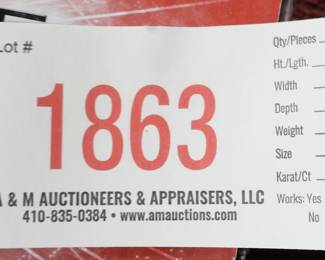 Lot #
1863
A & M AUCTIONEERS & APPRAISERS, LLC
410-835-0384 • www.amauctions.com
Qty/Pieces
Ht./Lgth.
Width
Depth
Weight
Size
Karat/Ct
Works: Yes
No